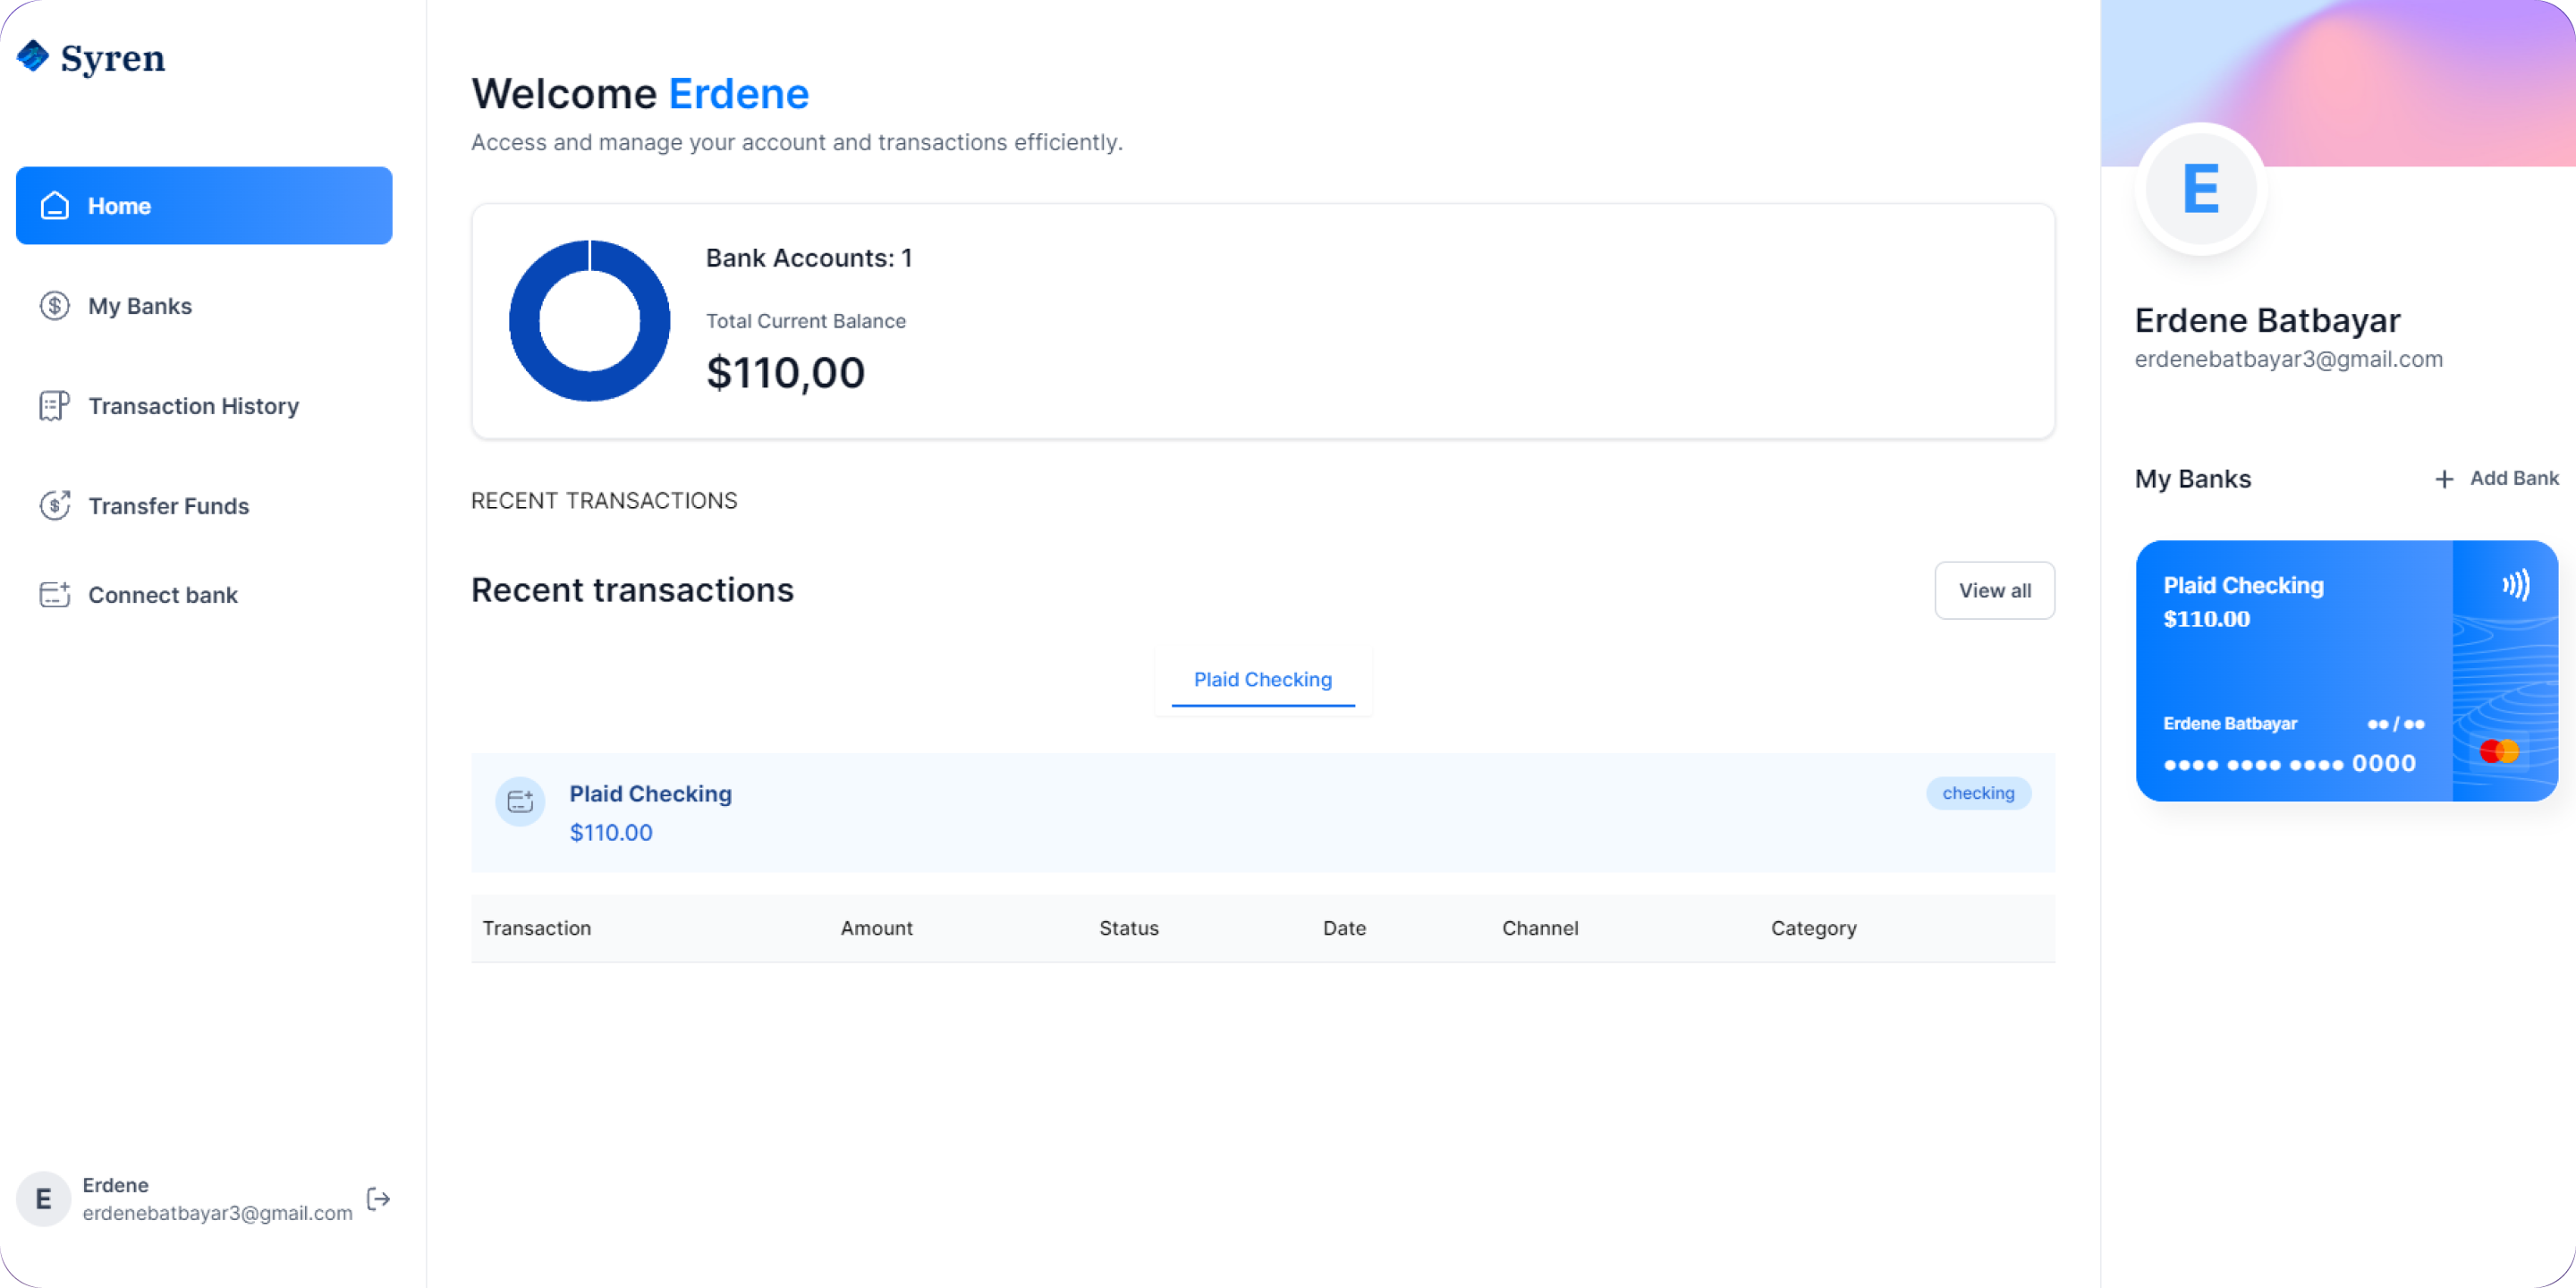 Syren
Home
My Banks
Transaction History
Transfer Funds
Connect bank
E
Erdene
erdenebatbayar3@gmail.com
Welcome Erdene
Access and manage your account and transactions efficiently.
Bank Accounts: 1
Total Current Balance
$110,00
RECENT TRANSACTIONS
Recent transactions
View all
Plaid Checking
Plaid Checking
checking
$110.00
Transaction Amount Status Date Channel Category
E
Erdene Batbayar
erdenebatbayar3@gmail.com
My Banks
+ Add Bank
Plaid Checking
$110.00
Erdene Batbayar ●● / ●●
●●●● ●●●● ●●●● 0000